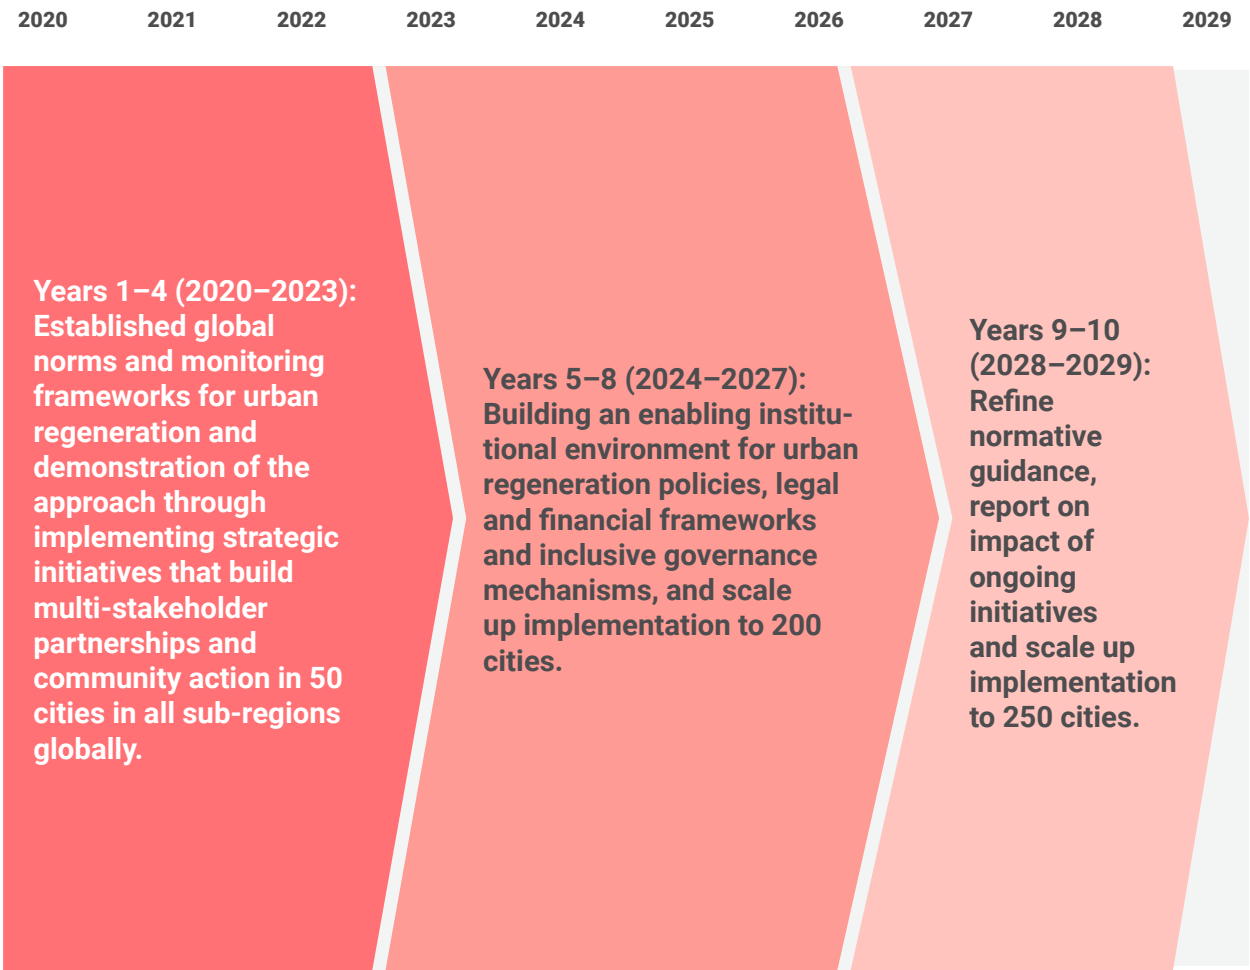 2020 2021 2022 2023 2024 2025 2026 2027 2028 2029
Years 1–4 (2020–2023):
Established global
norms and monitoring
frameworks for urban
regeneration and
demonstration of the
approach through
implementing strategic
initiatives that build
multi-stakeholder
partnerships and
community action in 50
cities in all sub-regions
globally.
Years 5–8 (2024–2027):
Building an enabling institu-
tional environment for urban
regeneration policies, legal
and financial frameworks
and inclusive governance
mechanisms, and scale
up implementation to 200
cities.
Years 9–10
(2028–2029):
Refine
normative
guidance,
report on
impact of
ongoing
initiatives
and scale up
implementation
to 250 cities.